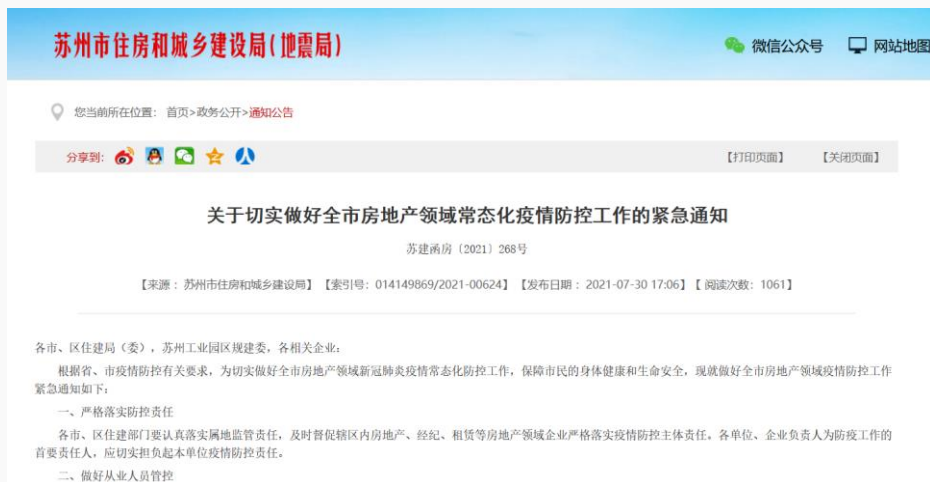 苏州市住房和城乡建设局(地震局)
微信公众号
网站地图
您当前所在位置： 首页>政务公开>通知公告
分享到:
【打印页面】
【关闭页面】
关于切实做好全市房地产领域常态化疫情防控工作的紧急通知
苏建函房〔2021〕268号
【来源 ：苏州市住房和城乡建设局】【索引号：014149869/2021-00624】【发布日期 ：2021-07-30 17:06】【 阅读次数：1061】
各市、区住建局（委），苏州工业园区规建委，各相关企业：
根据省、市疫情防控有关要求，为切实做好全市房地产领域新冠肺炎疫情常态化防控工作，保障市民的身体健康和生命安全，现就做好全市房地产领域疫情防控工作
紧急通知如下：
一、严格落实防控责任
各市、区住建部门要认真落实属地监管责任，及时督促辖区内房地产、经纪、租赁等房地产领域企业严格落实疫情防控主体责任。各单位、企业负责人为防疫工作的
首要责任人，应切实担负起本单位疫情防控责任。
二、做好从业人员管控